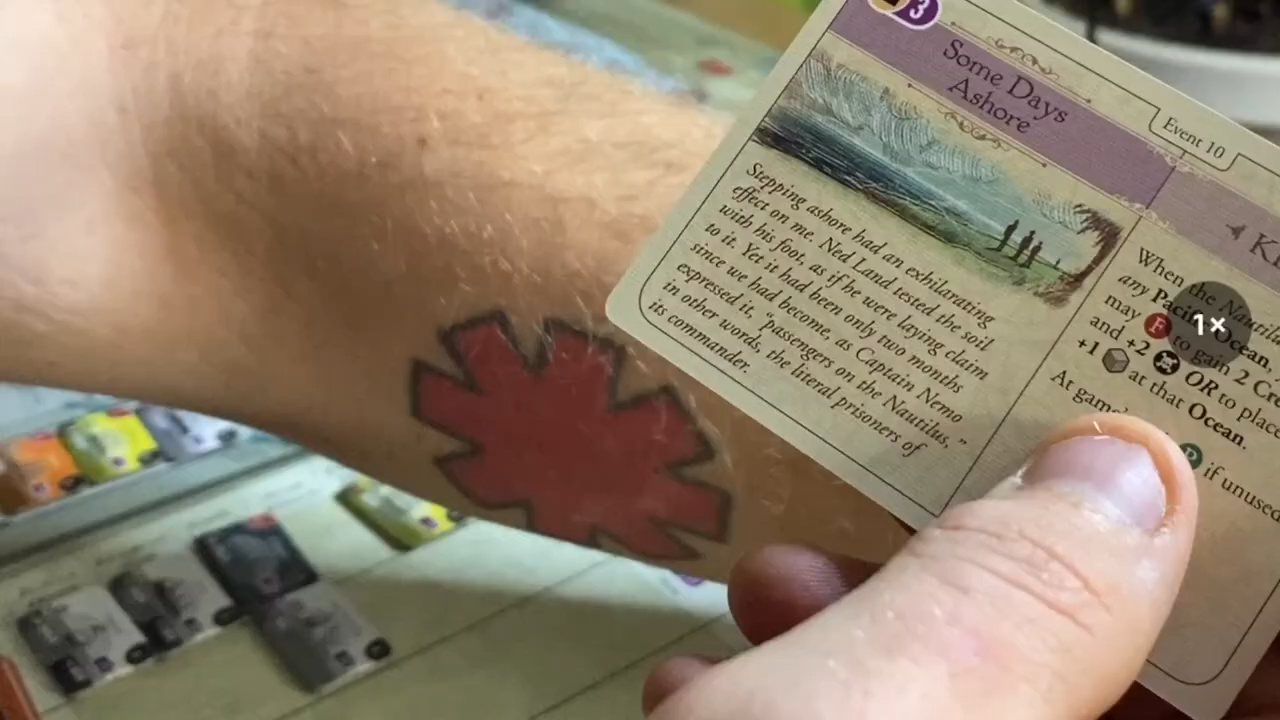 3
Some Days
Ashore
Event 10
Stepping ashore had an exhilarating
effect on me. Ned Land tested the soil
with his foot, as if he were laying claim
to it. Yet it had been only two months
since we had become, as Captain Nemo
expressed it, "passengers on the Nautilus,"
in other words, the literal prisoners of
its commander.
When the
any Ocean,
may F to gain 2
and +2 OR to place
+1 at that Ocean.
At game
if unused
1×